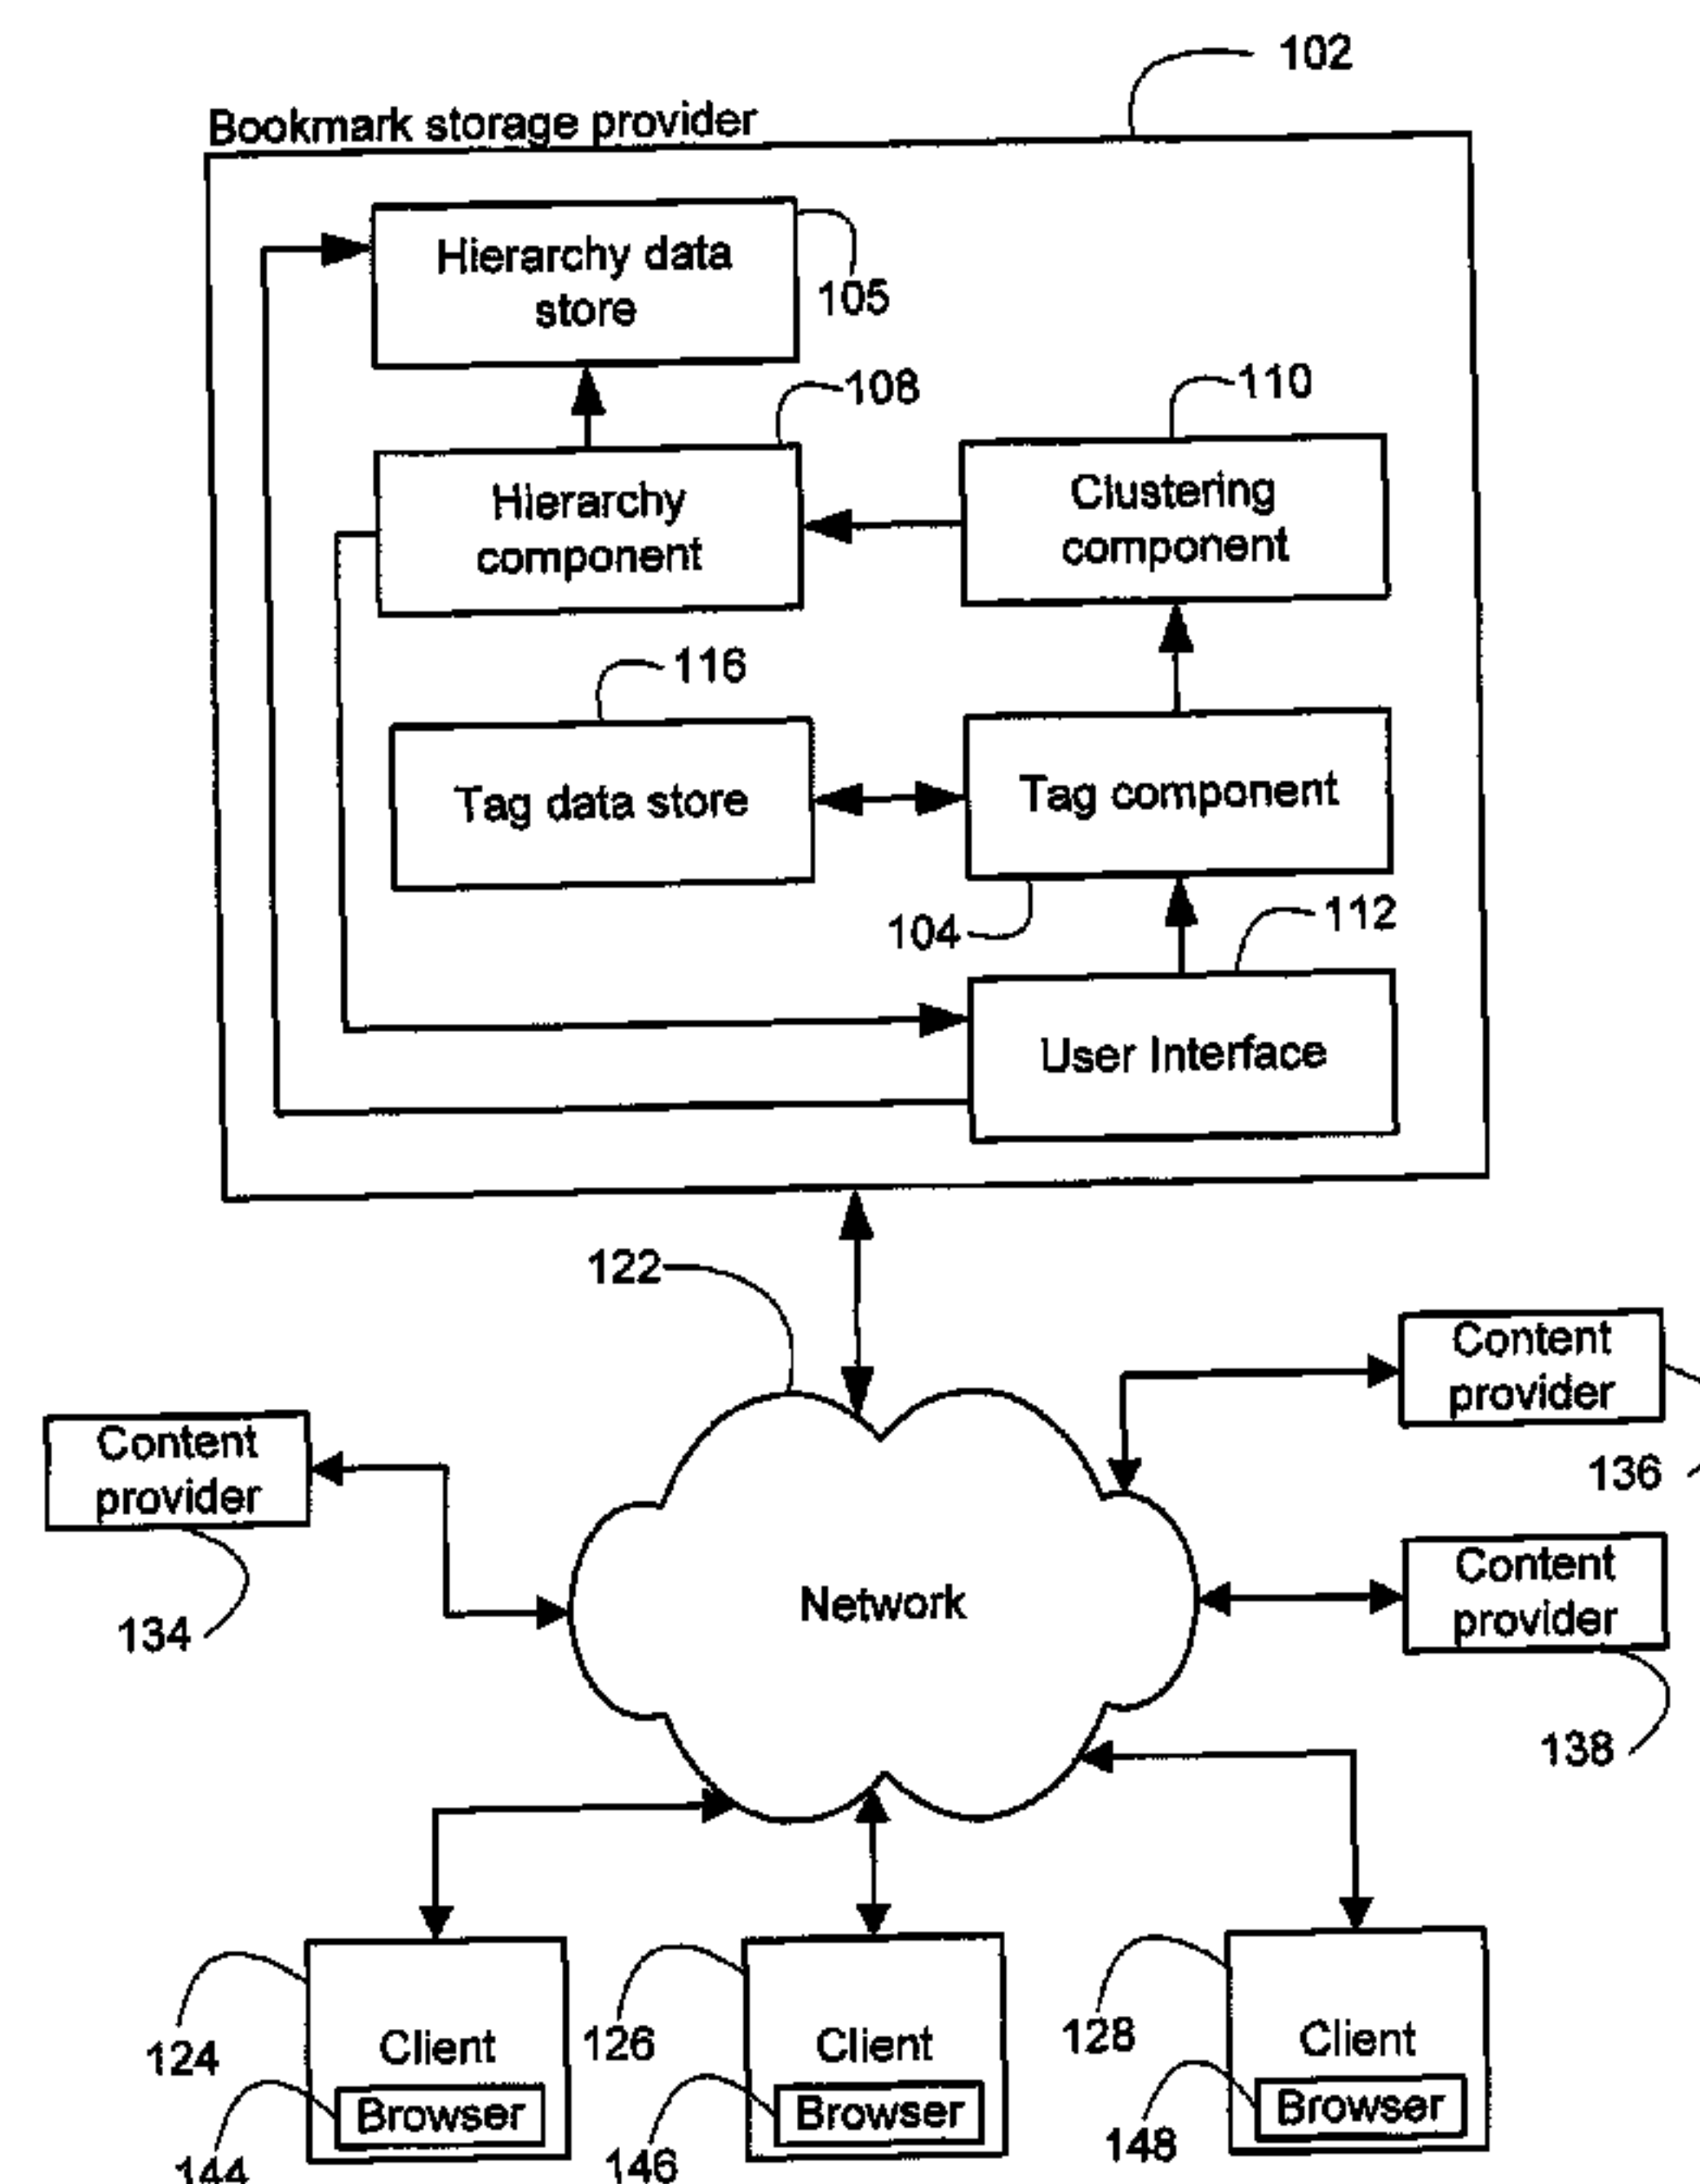 102
Bookmark storage provider
Hierarchy data
store
105
108
110
Hierarchy
component
Clustering
component
116
Tag data store
Tag component
104
112
User Interface
122
Content
provider
136
Content
provider
134
Network
Content
provider
138
124
Client
Browser
144
126
Client
Browser
146
128
Client
Browser
148